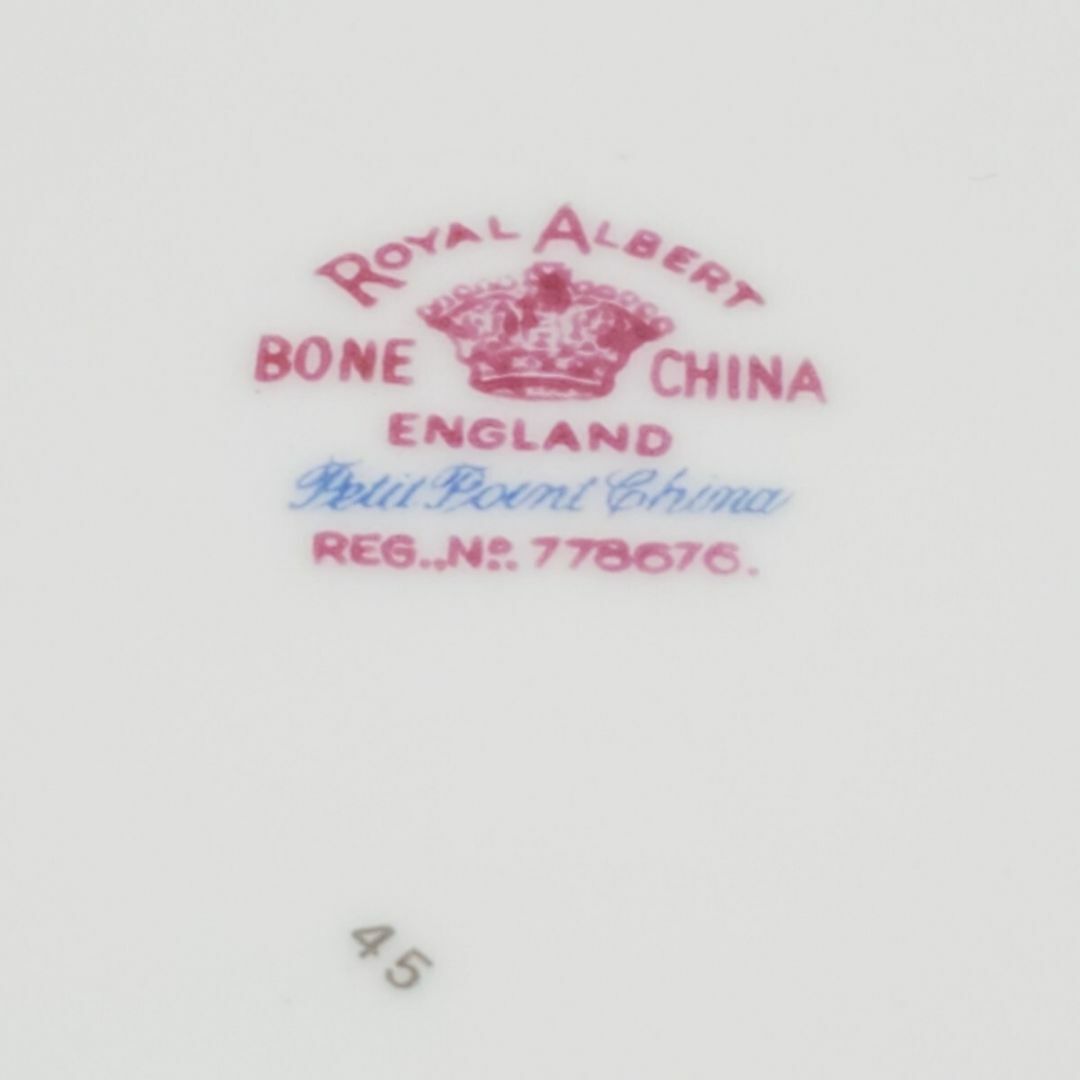 ROYAL ALBERT
BONE CHINA
ENGLAND
Petit Point China
REG., Nº. 778676.
45